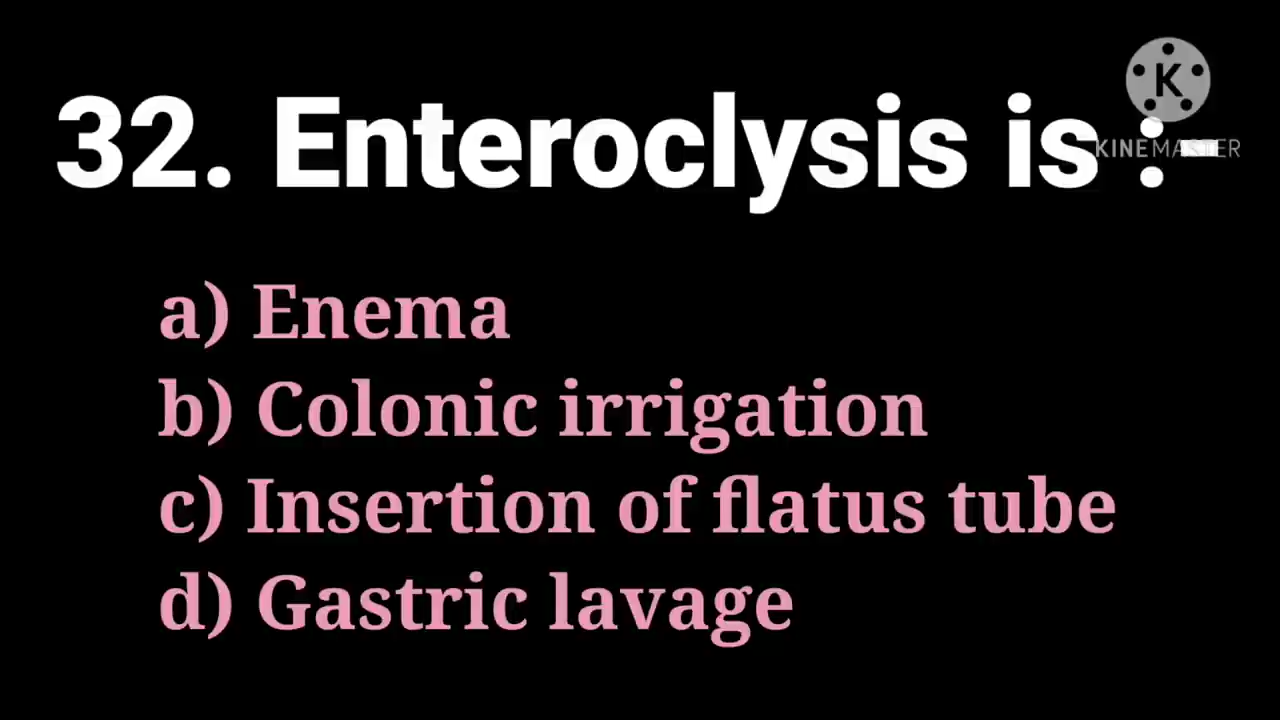 32. Enteroclysis is :
K
KINEMASTER
a) Enema
b) Colonic irrigation
c) Insertion of flatus tube
d) Gastric lavage